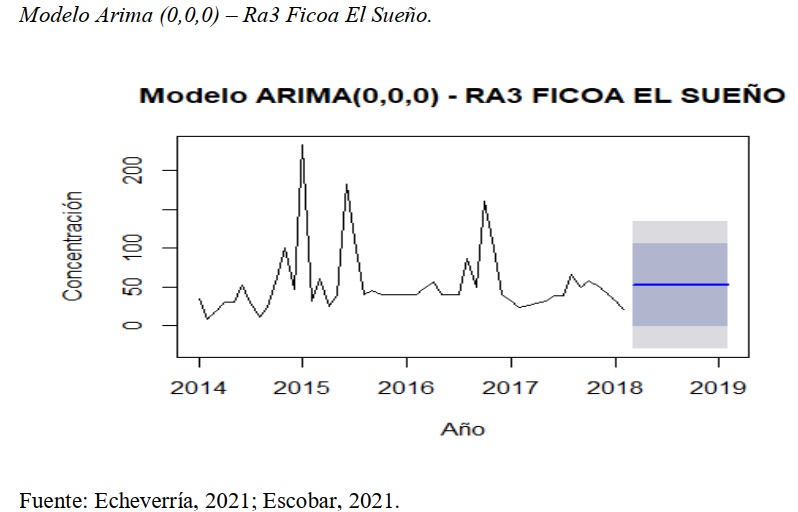 Modelo Arima (0,0,0) – Ra3 Ficoa El Sueño.
Modelo ARIMA(0,0,0) - RA3 FICOA EL SUEÑO
200
100
50
0
Concentración
2014 2015 2016 2017 2018 2019
Año
Fuente: Echeverría, 2021; Escobar, 2021.